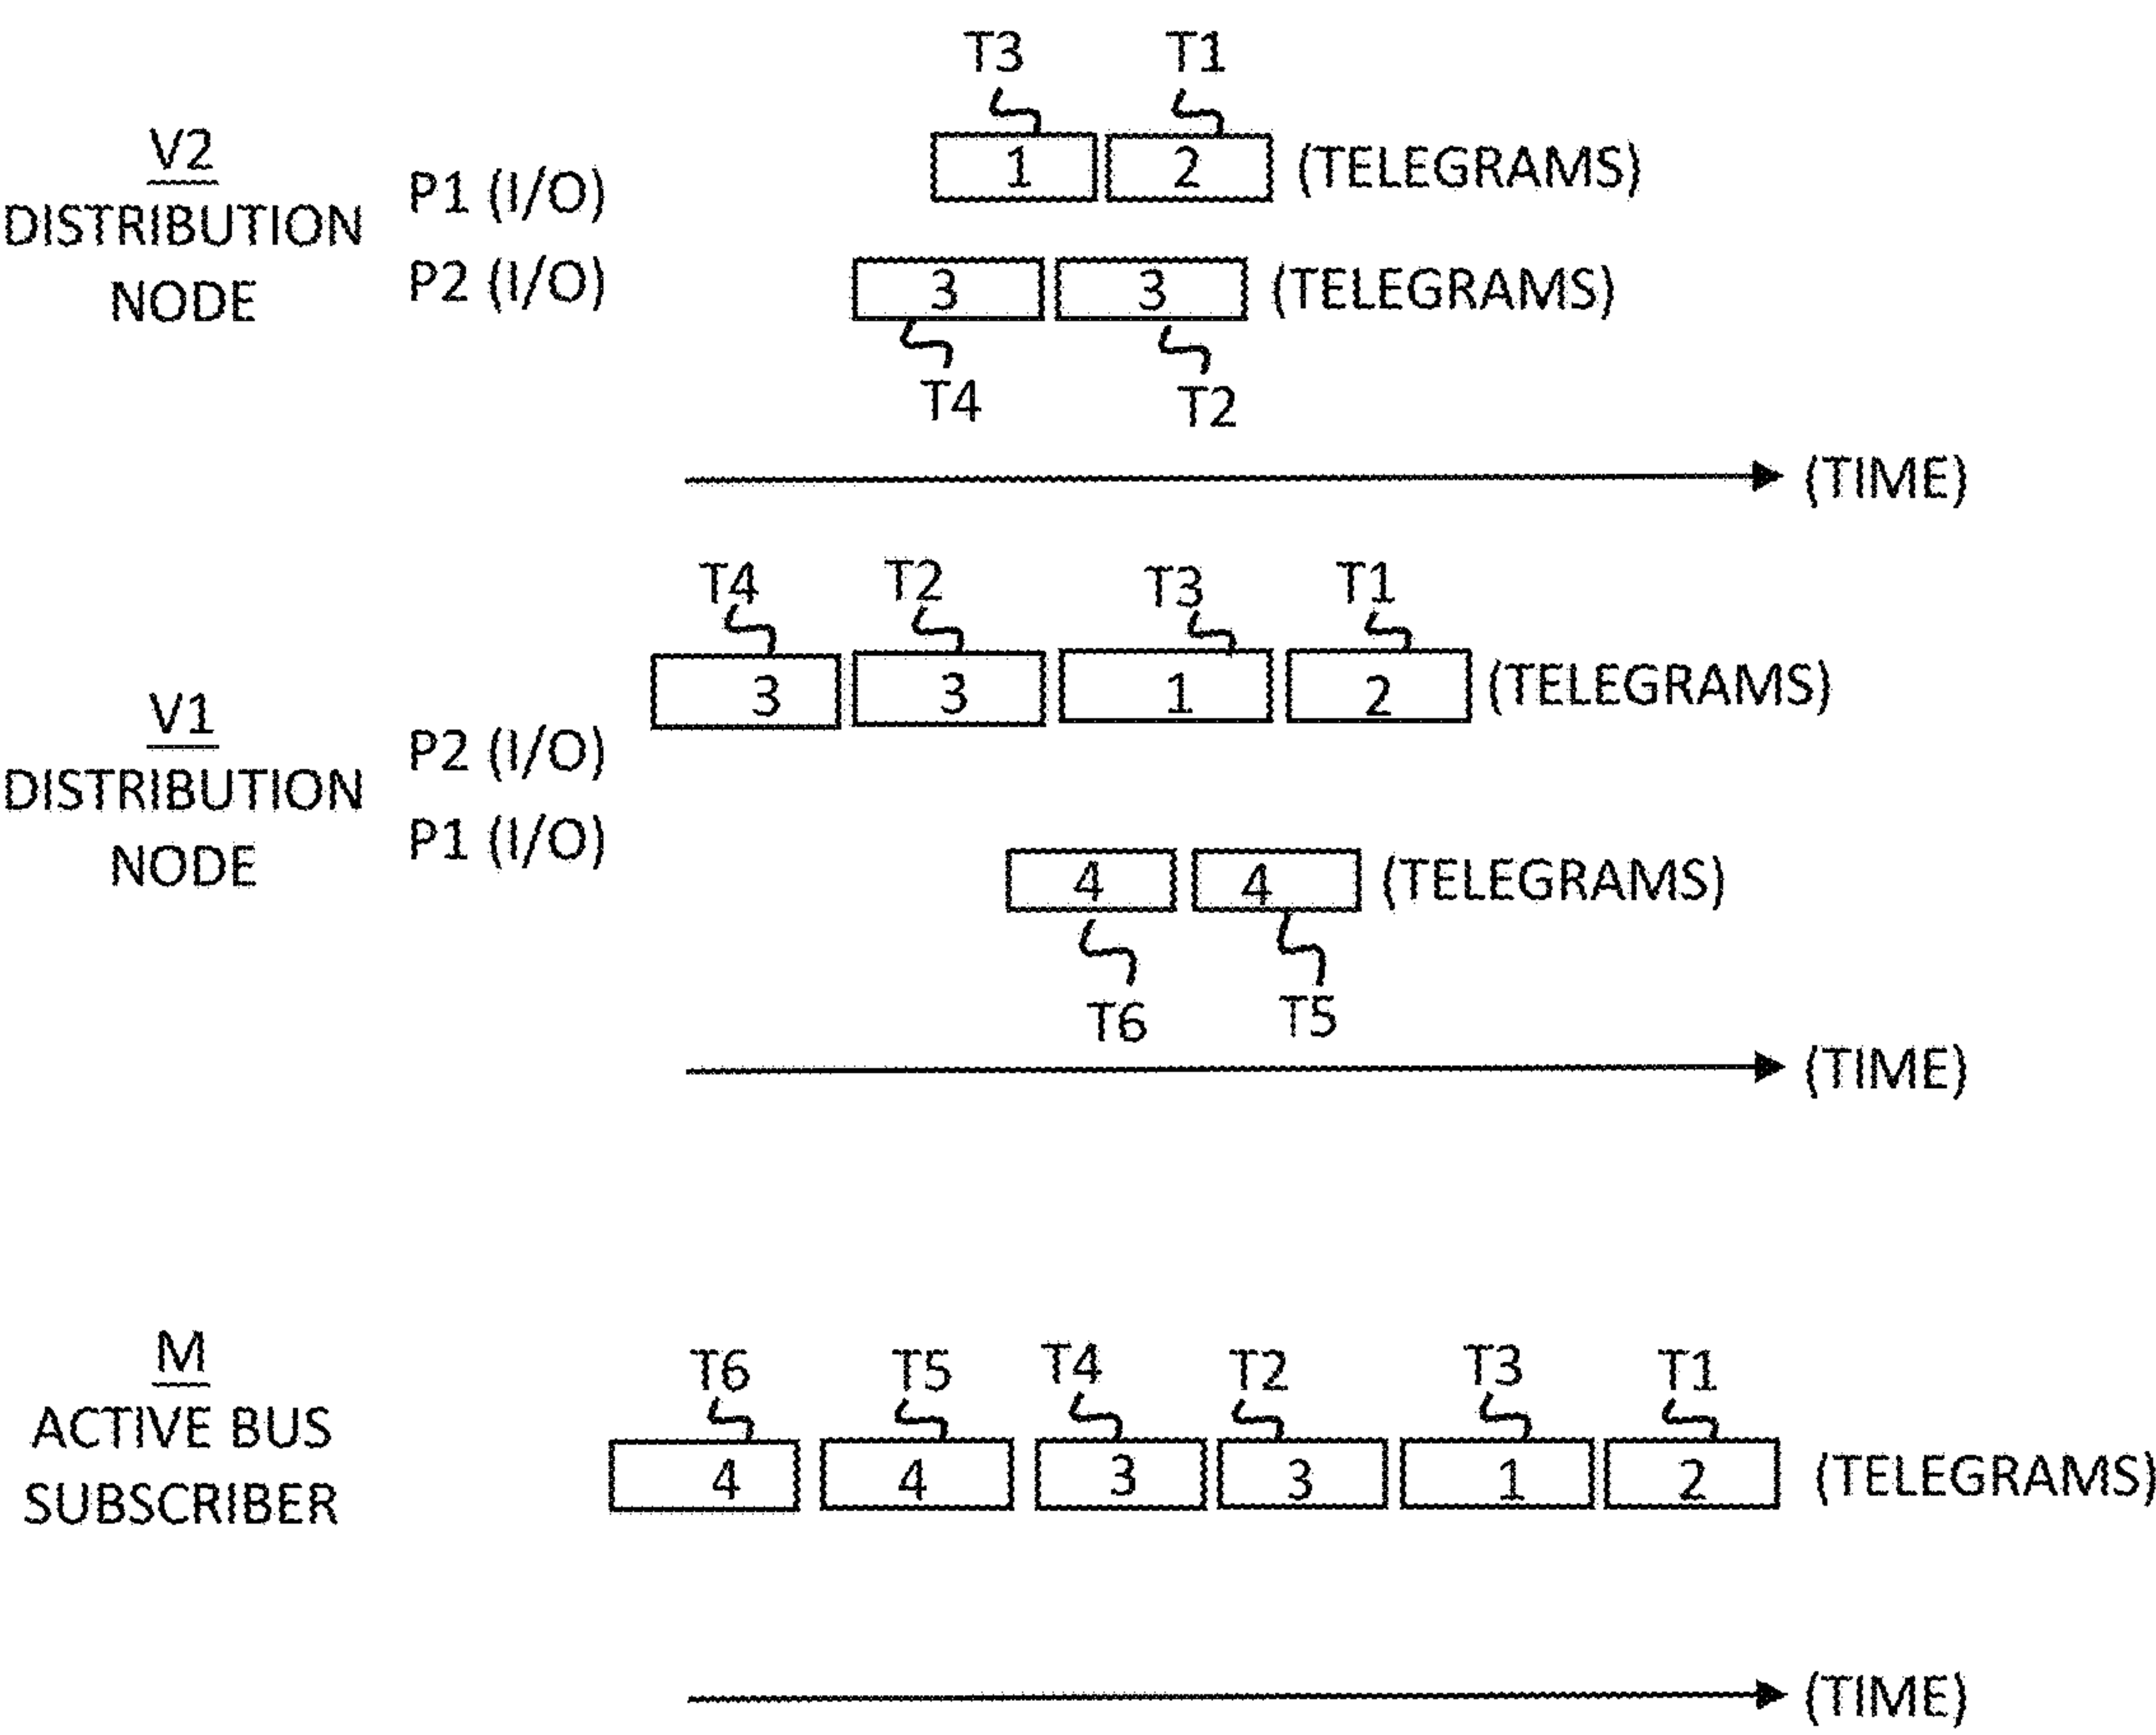 T3 T1
V2
DISTRIBUTION
NODE
P1 (I/O)
1 2 (TELEGRAMS)
P2 (I/O)
3 3 (TELEGRAMS)
T4 T2
(TIME)
T4 T2 T3 T1
3 3 1 2 (TELEGRAMS)
V1
DISTRIBUTION
NODE
P2 (I/O)
P1 (I/O)
4 4 (TELEGRAMS)
T6 T5
(TIME)
M
ACTIVE BUS
SUBSCRIBER
T6 T5 T4 T2 T3 T1
4 4 3 3 1 2 (TELEGRAMS)
(TIME)